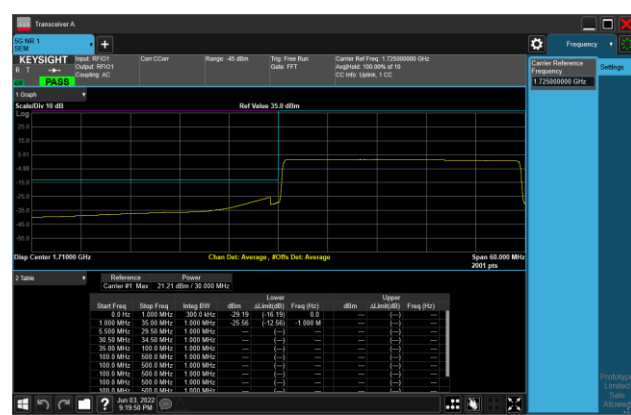 Transceiver A
5G NR 1
SEM
Frequency
KEYSIGHT
R T
PASS
Input: RFIO1
Output: RFIO1
Coupling: AC
Corr CCorr
Range: -45 dBm
Trig: Free Run
Gate: FFT
Carrier Ref Freq: 1.725000000 GHz
AvgHold: 100.00% of 10
CC Info: Uplink, 1 CC
Carrier Reference
Frequency
1.725000000 GHz
Settings
1 Graph
Scale/Div 10 dB
Ref Value 35.0 dBm
Log
25.0
15.0
5.01
-4.99
-15.0
-25.0
-35.0
-45.0
-55.0
Disp Center 1.71000 GHz
Chan Det: Average , #Offs Det: Average
Span 60.000 MHz
2001 pts
2 Table
Reference Power
Carrier #1 Max 21.21 dBm / 30.000 MHz
Lower Upper
Start Freq Stop Freq Integ BW dBm ΔLimit(dB) Freq (Hz) dBm ΔLimit(dB) Freq (Hz)
0.0 Hz 1.000 MHz 300.0 kHz -29.19 (-16.19) 0.0 --- (---) ---
1.000 MHz 35.00 MHz 1.000 MHz -25.56 (-12.56) -1.000 M --- (---) ---
5.500 MHz 29.50 MHz 1.000 MHz --- (---) --- --- (---) ---
30.50 MHz 34.50 MHz 1.000 MHz --- (---) --- --- (---) ---
35.00 MHz 100.0 MHz 1.000 MHz --- (---) --- --- (---) ---
100.0 MHz 500.0 MHz 1.000 MHz --- (---) --- --- (---) ---
100.0 MHz 500.0 MHz 1.000 MHz --- (---) --- --- (---) ---
100.0 MHz 500.0 MHz 1.000 MHz --- (---) --- --- (---) ---
100.0 MHz 500.0 MHz 1.000 MHz --- (---) --- --- (---) ---
100.0 MHz 500.0 MHz 1.000 MHz --- (---) --- --- (---) ---
Prototype
Limited
Sale
Allowed
?
Jun 03, 2022
9:19:50 PM